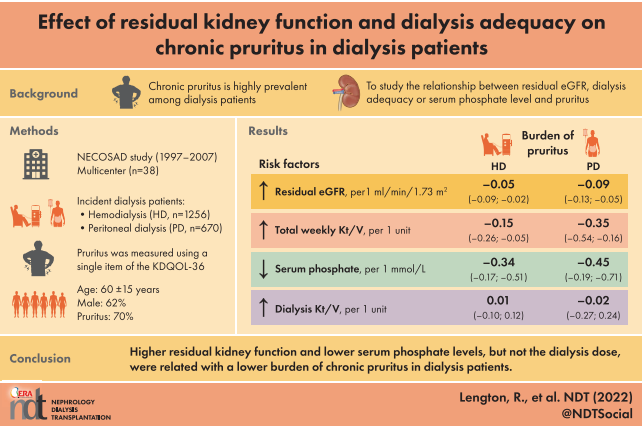 Effect of residual kidney function and dialysis adequacy on
chronic pruritus in dialysis patients
Background
Chronic pruritus is highly prevalent
among dialysis patients
To study the relationship between residual eGFR, dialysis
adequacy or serum phosphate level and pruritus
Methods
NECOSAD study (1997–2007)
Multicenter (n=38)
Incident dialysis patients:
• Hemodialysis (HD, n=1256)
• Peritoneal dialysis (PD, n=670)
Pruritus was measured using a
single item of the KDQOL-36
Age: 60 ±15 years
Male: 62%
Pruritus: 70%
Results
Burden of
pruritus
Risk factors
HD
PD
↑ Residual eGFR, per1 ml/min/1.73 m²
−0.05
(−0.09; −0.02)
−0.09
(−0.13; −0.05)
↑ Total weekly Kt/V, per 1 unit
−0.15
(−0.26; −0.05)
−0.35
(−0.54; −0.16)
↓ Serum phosphate, per 1 mmol/L
−0.34
(−0.17; −0.51)
−0.45
(−0.19; −0.71)
↑ Dialysis Kt/V, per 1 unit
0.01
(−0.10; 0.12)
−0.02
(−0.27; 0.24)
Conclusion
Higher residual kidney function and lower serum phosphate levels, but not the dialysis dose,
were related with a lower burden of chronic pruritus in dialysis patients.
ERA
ndt
NEPHROLOGY
DIALYSIS
TRANSPLANTATION
Lengton, R., et al. NDT (2022)
@NDTSocial